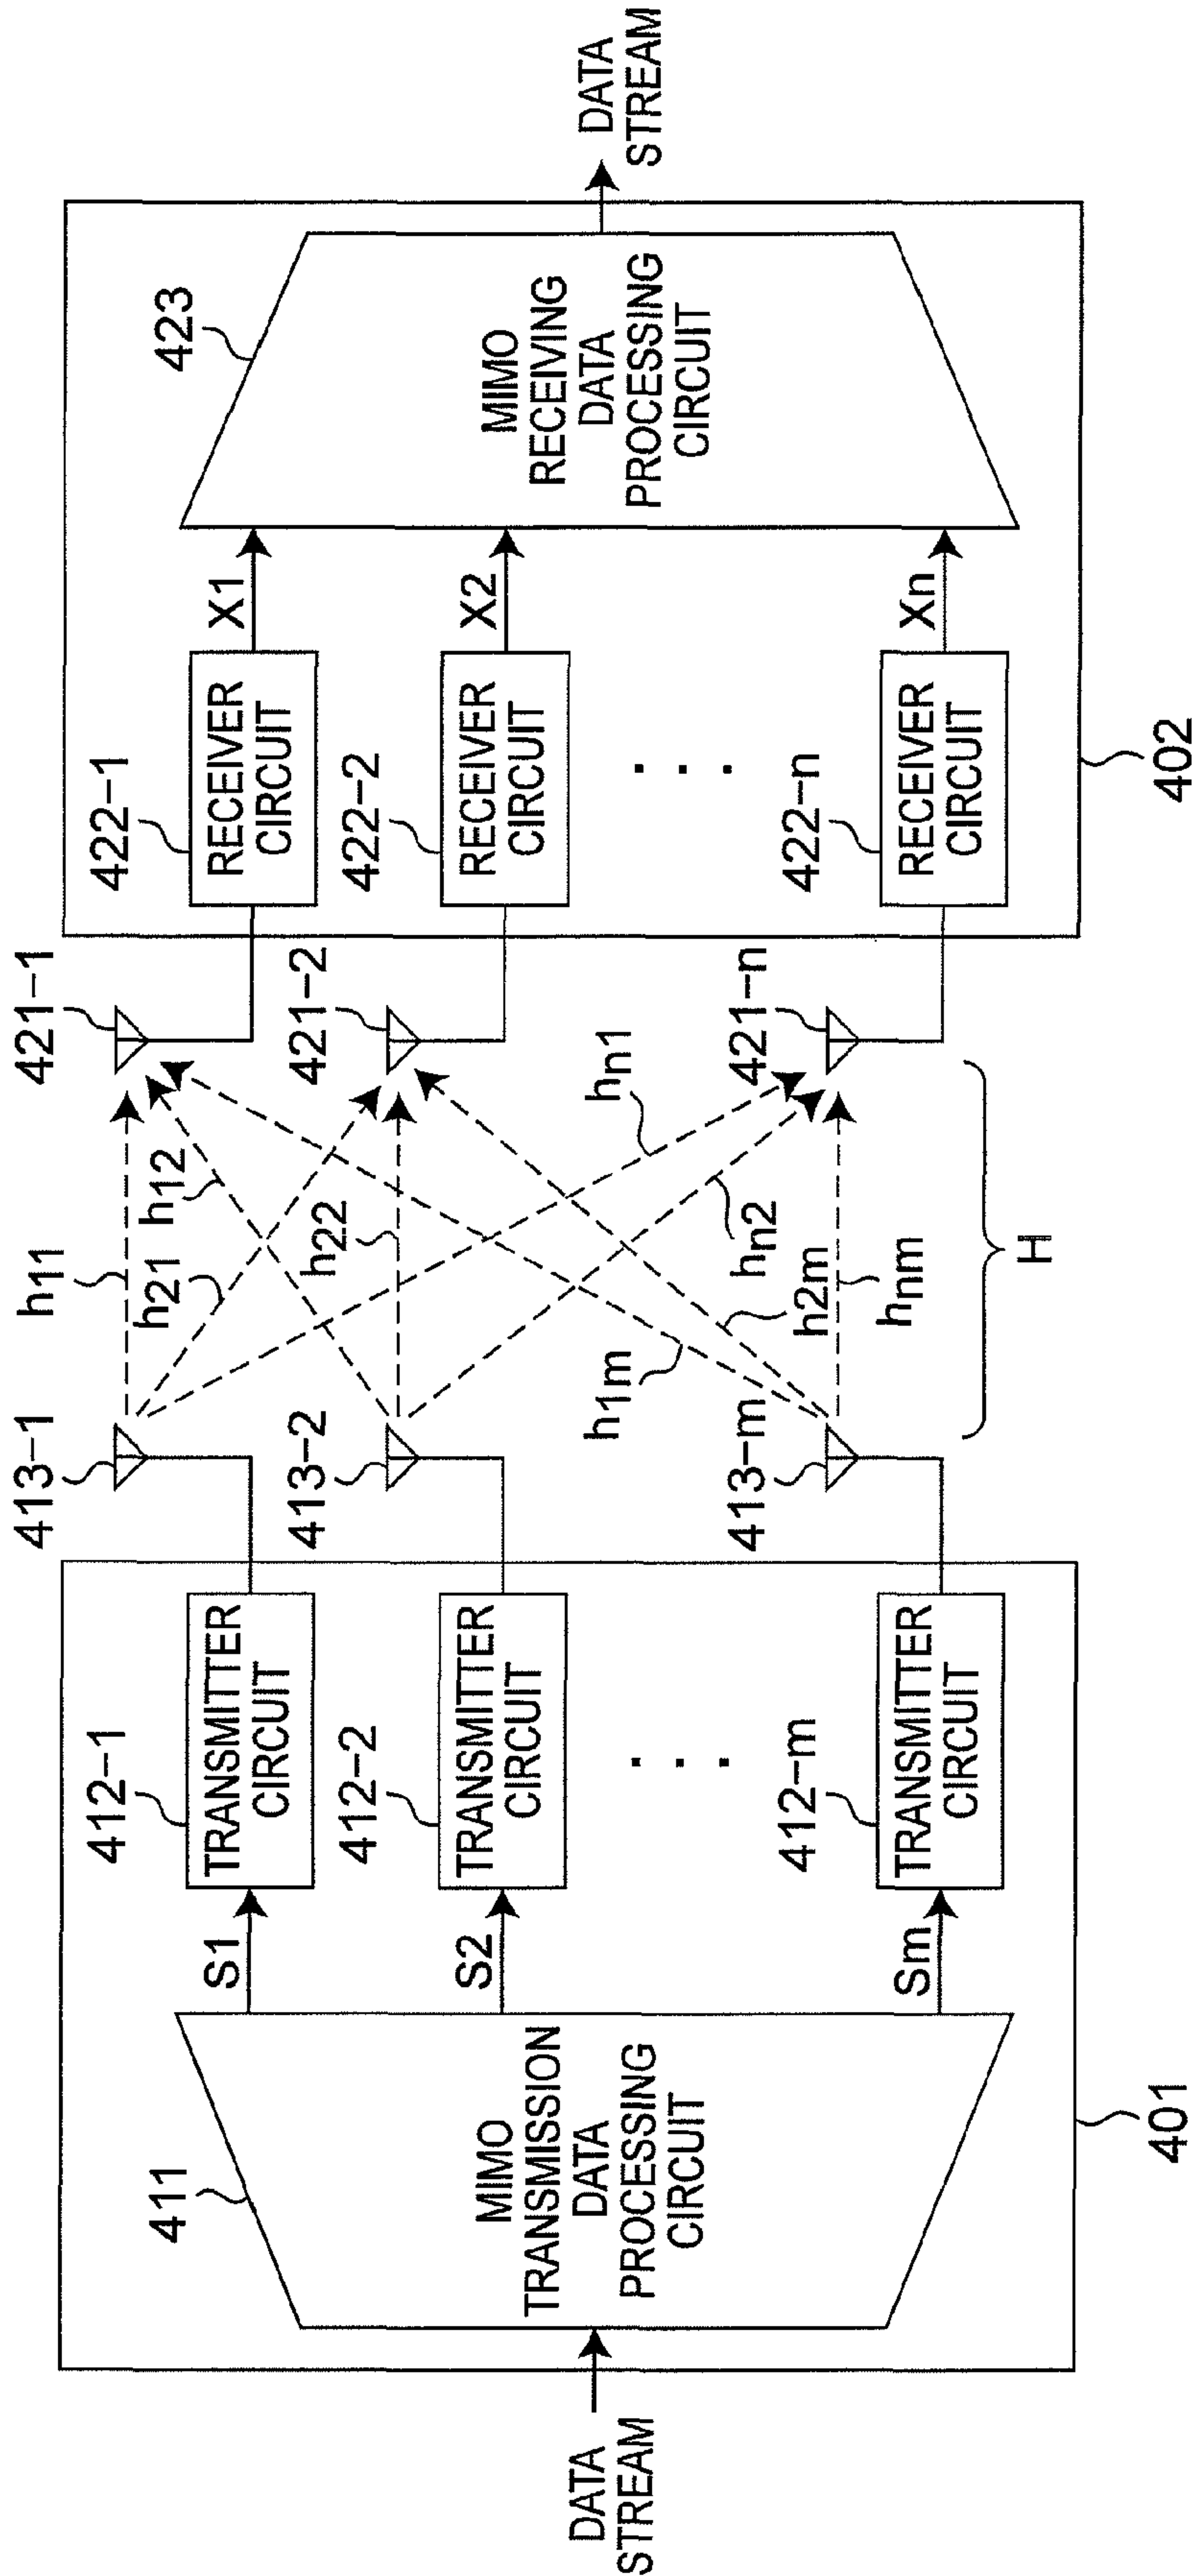 DATA
STREAM
411
MIMO
TRANSMISSION
DATA
PROCESSING
CIRCUIT
401
S1
S2
Sm
412-1
TRANSMITTER
CIRCUIT
412-2
TRANSMITTER
CIRCUIT
. . .
412-m
TRANSMITTER
CIRCUIT
413-1
413-2
413-m
h11
h21
h12
h22
h1m
hn1
hn2
h2m
hnm
H
421-1
421-2
421-n
422-1
RECEIVER
CIRCUIT
422-2
RECEIVER
CIRCUIT
. . .
422-n
RECEIVER
CIRCUIT
X1
X2
Xn
423
MIMO
RECEIVING
DATA
PROCESSING
CIRCUIT
402
DATA
STREAM